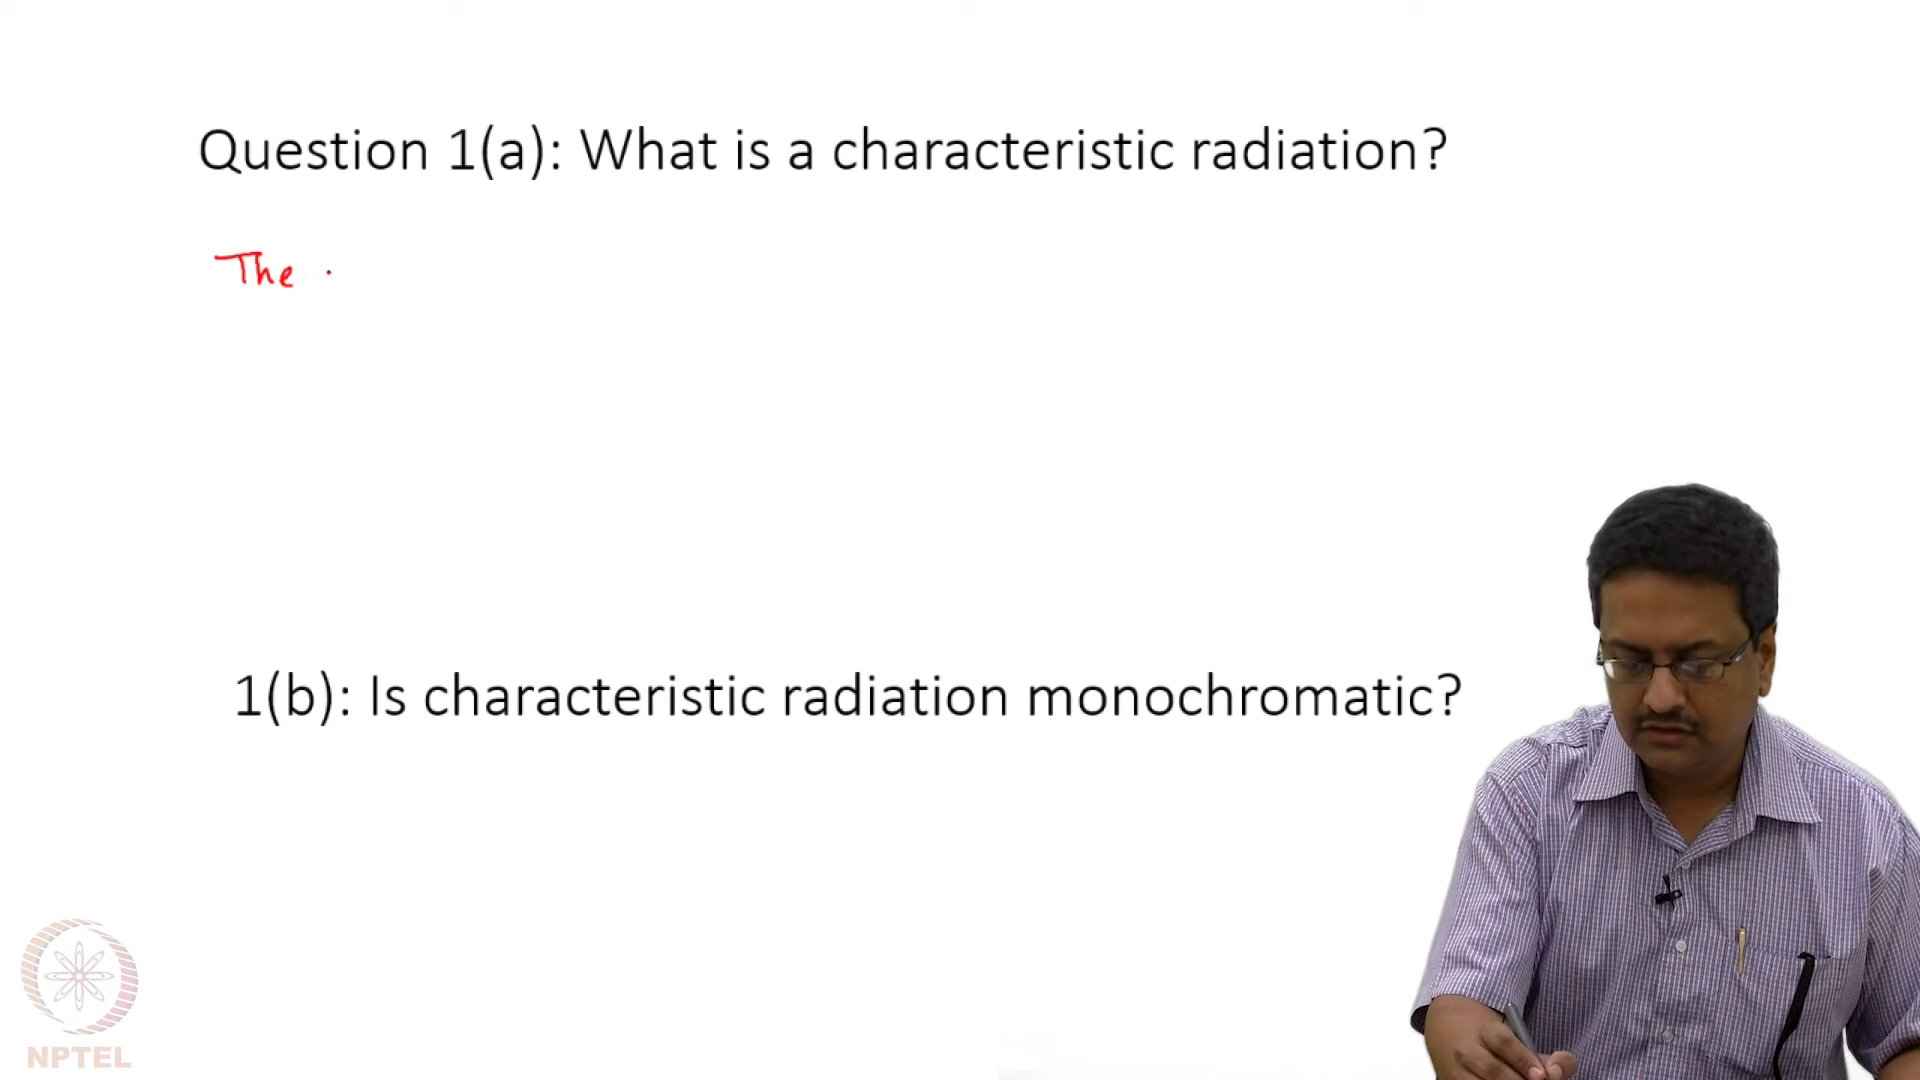 Question 1(a): What is a characteristic radiation?
The
1(b): Is characteristic radiation monochromatic?
NPTEL